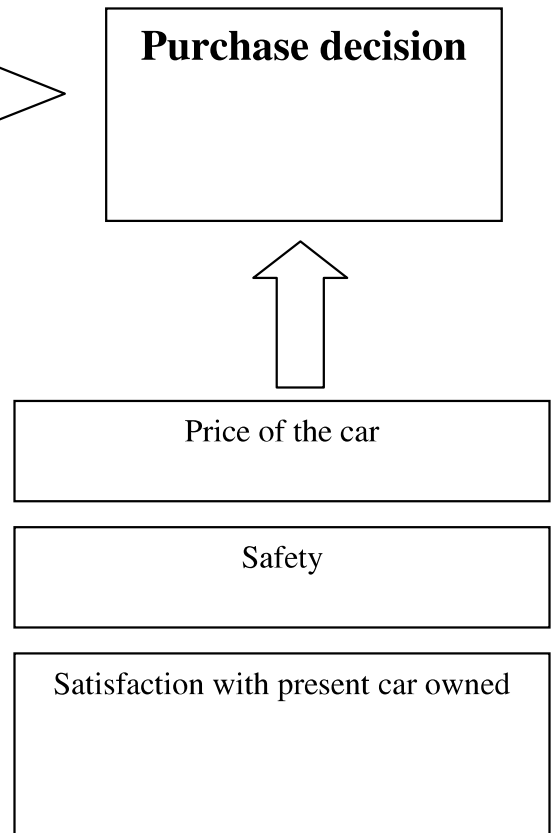 Purchase decision
Price of the car
Safety
Satisfaction with present car owned